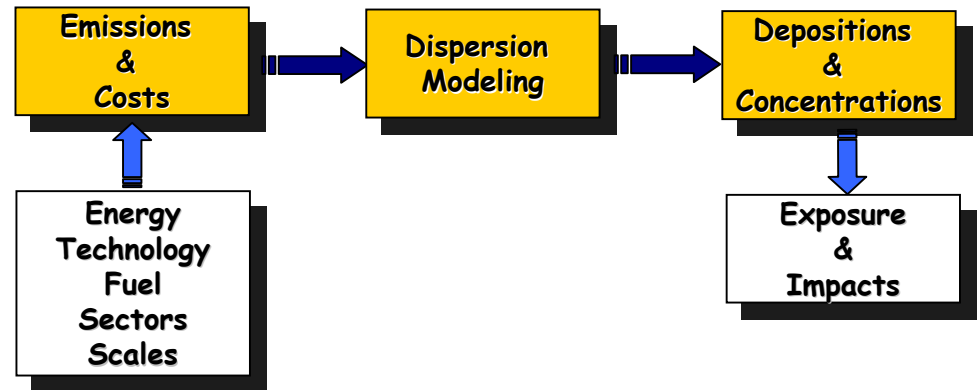 Emissions
&
Costs
Dispersion
Modeling
Depositions
&
Concentrations
Energy
Technology
Fuel
Sectors
Scales
Exposure
&
Impacts